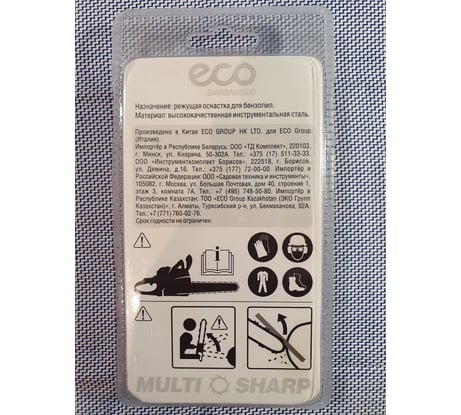 eco
GIARDINAGGIO
Назначение: режущая оснастка для бензопил.
Материал: высококачественная инструментальная сталь.
Произведено в Китае ECO GROUP HK LTD. для ECO Group
(Италия).
Импортёр в Республике Беларусь: ООО «ТД Комплект», 220103,
г. Минск, ул. Кнорина, 50-302А. Тел.: +375 (17) 511-33-33.
ООО «Инструменткомплект Борисов», 222518, г. Борисов,
ул. Демина, д.16. Тел.: +375 (177) 72-00-00. Импортёр в
Российской Федерации: ООО «Садовая техника и инструменты»,
105082, г. Москва, ул. Большая Почтовая, дом 40, строение 1,
этаж 3, комната 7А. Тел.: +7 (495) 748-50-80. Импортёр в
Республике Казахстан: ТОО «ECO Group Kazakhstan (ЭКО Групп
Казахстан)», г. Алматы, Турксибский р-н, ул. Бекмаханова, 92А.
Тел.: +7 (771) 760-02-76.
Срок годности не ограничен.
MULTI SHARP